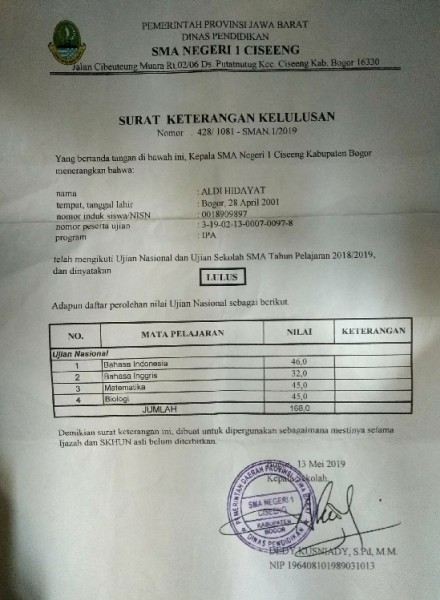 PEMERINTAH PROVINSI JAWA BARAT
DINAS PENDIDIKAN
SMA NEGERI 1 CISEENG
Jalan Cibeuteung Muara Rt.02/06 Ds. Putatnutug Kec. Ciseeng Kab. Bogor 16330
SURAT KETERANGAN KELULUSAN
Nomor : 428/ 1081 - SMAN.1/2019
Yang bertanda tangan di bawah ini, Kepala SMA Negeri 1 Ciseeng Kabupaten Bogor
menerangkan bahwa:
nama : ALDI HIDAYAT
tempat, tanggal lahir : Bogor, 28 April 2001
nomor induk siswa/NISN : 0018909897
nomor peserta ujian : 3-19-02-13-0007-0097-8
program : IPA
telah mengikuti Ujian Nasional dan Ujian Sekolah SMA Tahun Pelajaran 2018/2019,
dan dinyatakan
LULUS
Adapun daftar perolehan nilai Ujian Nasional sebagai berikut.
NO. MATA PELAJARAN NILAI KETERANGAN
Ujian Nasional
1 Bahasa Indonesia 46,0
2 Bahasa Inggris 32,0
3 Matematika 45,0
4 Biologi 45,0
JUMLAH 168,0
Demikian surat keterangan ini, dibuat untuk dipergunakan sebagaimana mestinya selama
Ijazah dan SKHUN asli belum diterbitkan.
13 Mei 2019
Kepala Sekolah
PEMERINTAH DAERAH PROVINSI JAWA BARAT
SMA NEGERI 1
CISEENG
KABUPATEN
BOGOR
DINAS PENDIDIKAN
DEDY KUSNIADY, S.Pd, M.M.
NIP 196408101989031013